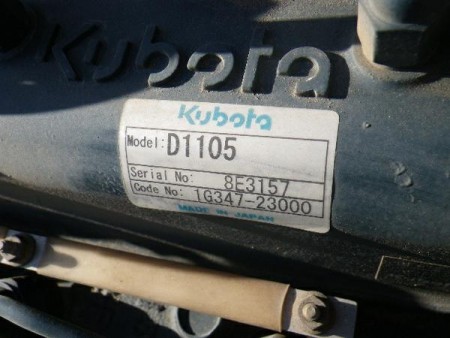 Kubota
Kubota
Model: D1105
Serial No: 8E3157
Code No: 1G347-23000
MADE IN JAPAN